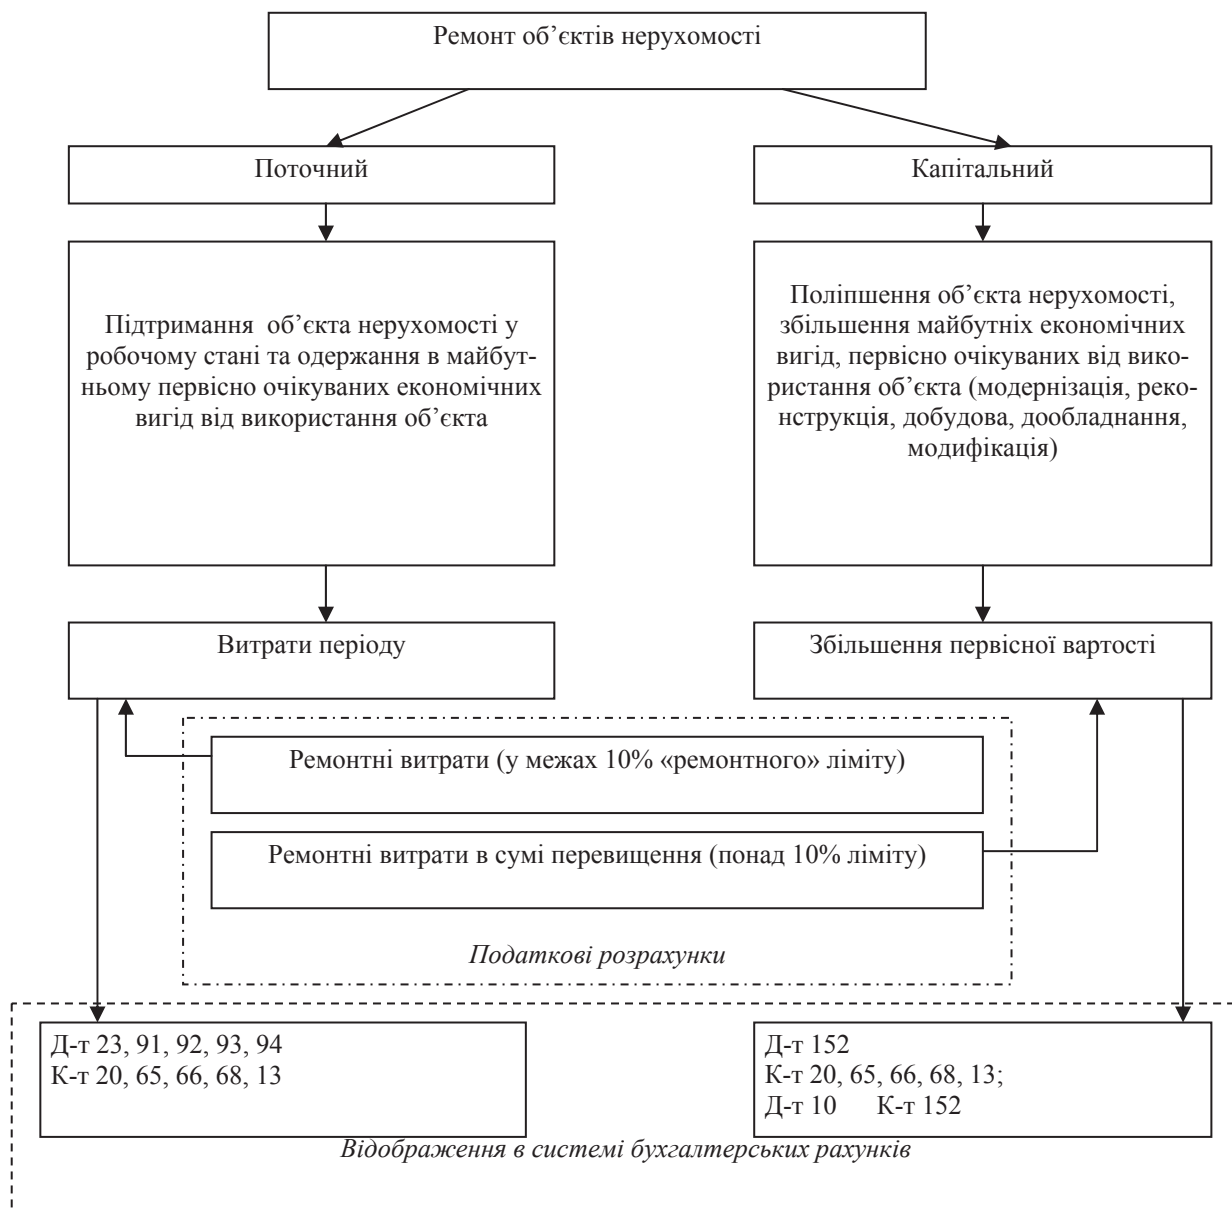 Ремонт об’єктів нерухомості
Поточний
Капітальний
Підтримання об’єкта нерухомості у
робочому стані та одержання в майбут-
ньому первісно очікуваних економічних
вигід від використання об’єкта
Поліпшення об’єкта нерухомості,
збільшення майбутніх економічних
вигід, первісно очікуваних від вико-
ристання об’єкта (модернізація, реко-
нструкція, добудова, дообладнання,
модифікація)
Витрати періоду
Збільшення первісної вартості
Ремонтні витрати (у межах 10% «ремонтного» ліміту)
Ремонтні витрати в сумі перевищення (понад 10% ліміту)
Податкові розрахунки
Д-т 23, 91, 92, 93, 94
К-т 20, 65, 66, 68, 13
Д-т 152
К-т 20, 65, 66, 68, 13;
Д-т 10 К-т 152
Відображення в системі бухгалтерських рахунків